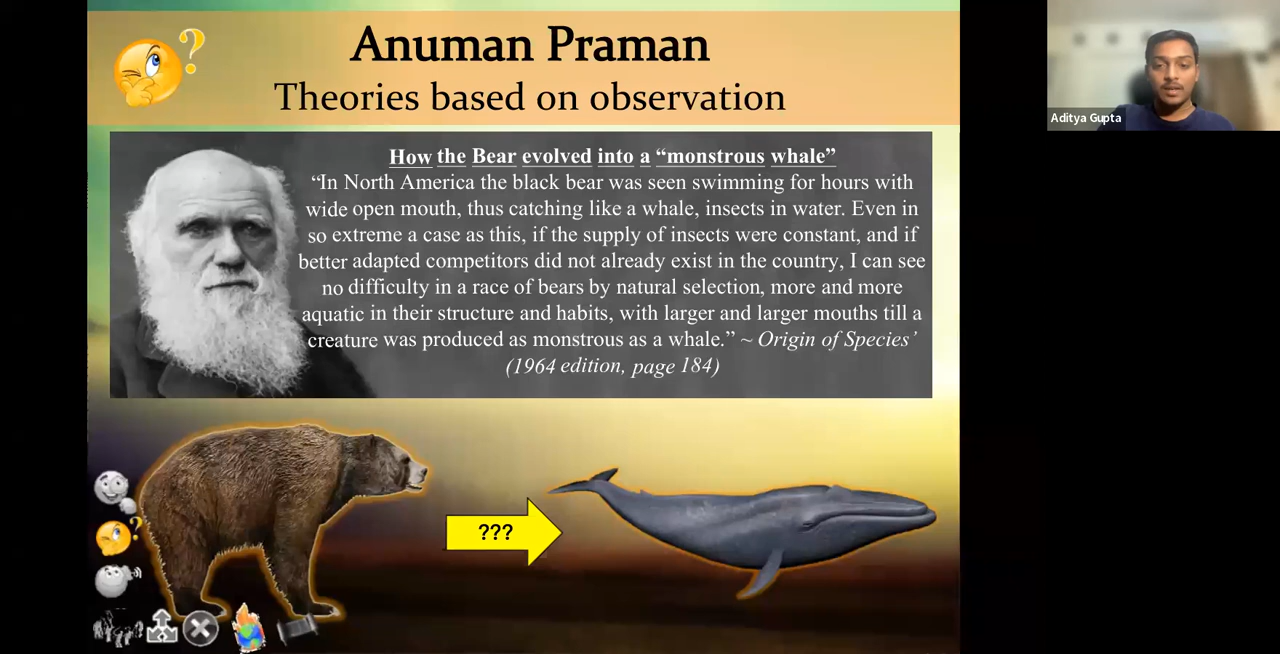 Anuman Praman
Theories based on observation
Aditya Gupta
How the Bear evolved into a “monstrous whale”
“In North America the black bear was seen swimming for hours with
wide open mouth, thus catching like a whale, insects in water. Even in
so extreme a case as this, if the supply of insects were constant, and if
better adapted competitors did not already exist in the country, I can see
no difficulty in a race of bears by natural selection, more and more
aquatic in their structure and habits, with larger and larger mouths till a
creature was produced as monstrous as a whale.” ~ Origin of Species’
(1964 edition, page 184)
???